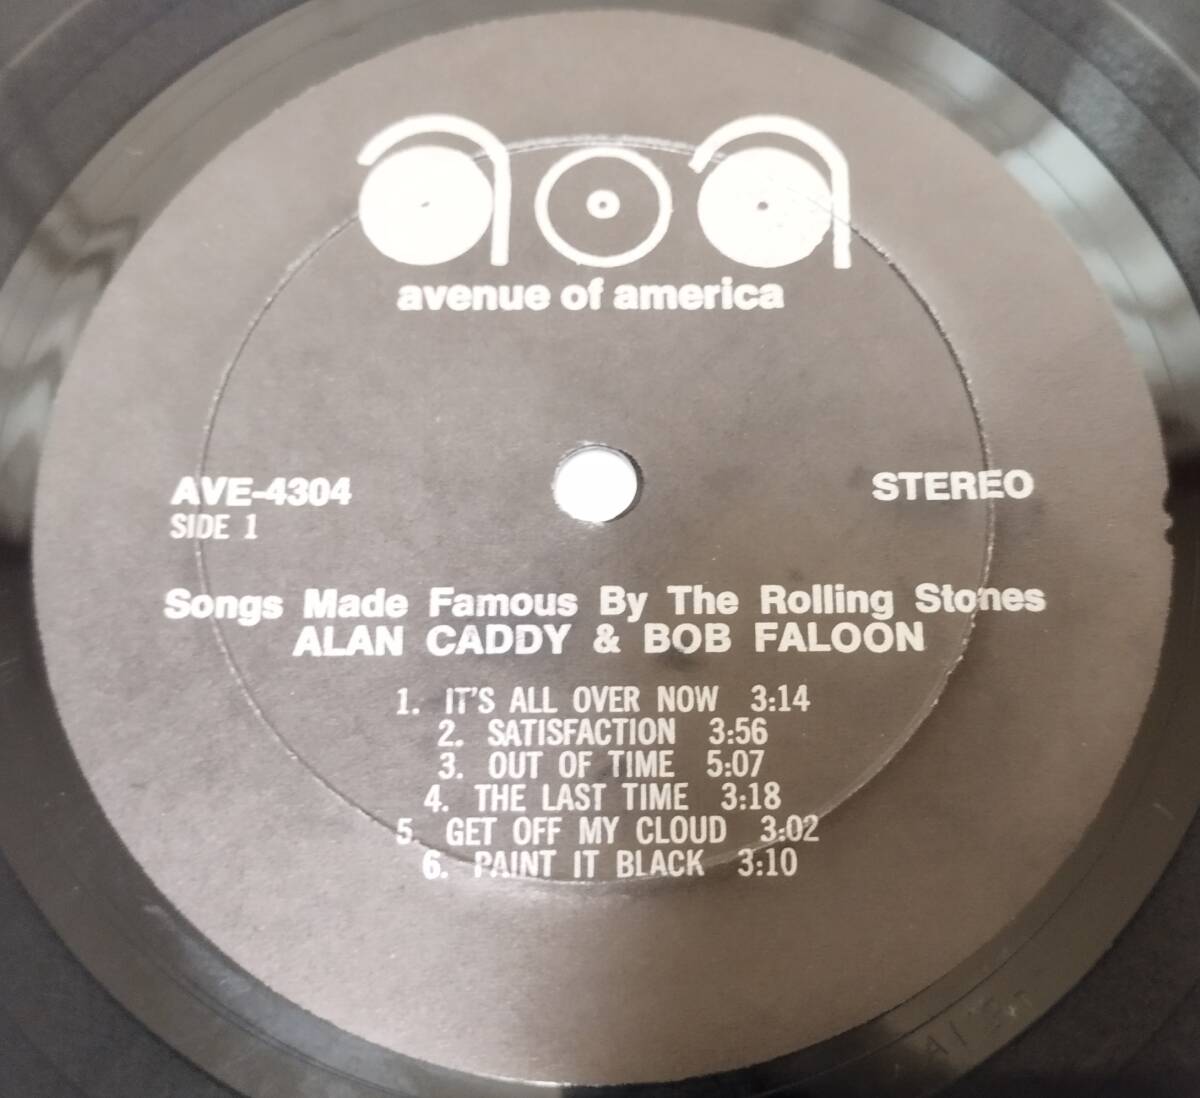 aoa
avenue of america
AVE-4304
STEREO
SIDE 1
Songs Made Famous By The Rolling Stones
ALAN CADDY & BOB FALOON
1. IT'S ALL OVER NOW 3:14
2. SATISFACTION 3:56
3. OUT OF TIME 5:07
4. THE LAST TIME 3:18
5. GET OFF MY CLOUD 3:02
6. PAINT IT BLACK 3:10